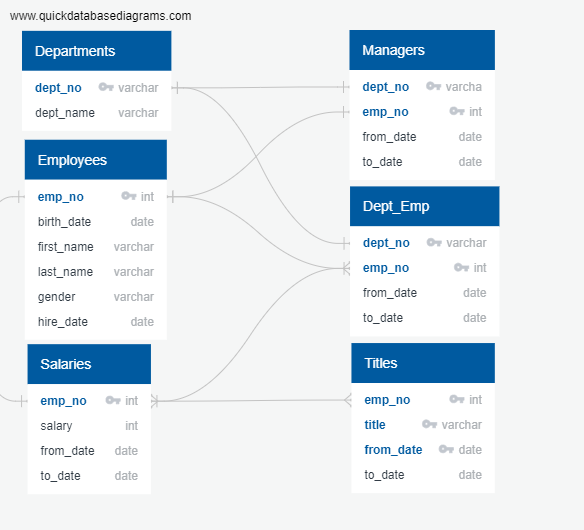 www.quickdatabasediagrams.com
Departments
dept_no varchar
dept_name varchar
Employees
emp_no int
birth_date date
first_name varchar
last_name varchar
gender varchar
hire_date date
Salaries
emp_no int
salary int
from_date date
to_date date
Managers
dept_no varcha
emp_no int
from_date date
to_date date
Dept_Emp
dept_no varchar
emp_no int
from_date date
to_date date
Titles
emp_no int
title varchar
from_date date
to_date date